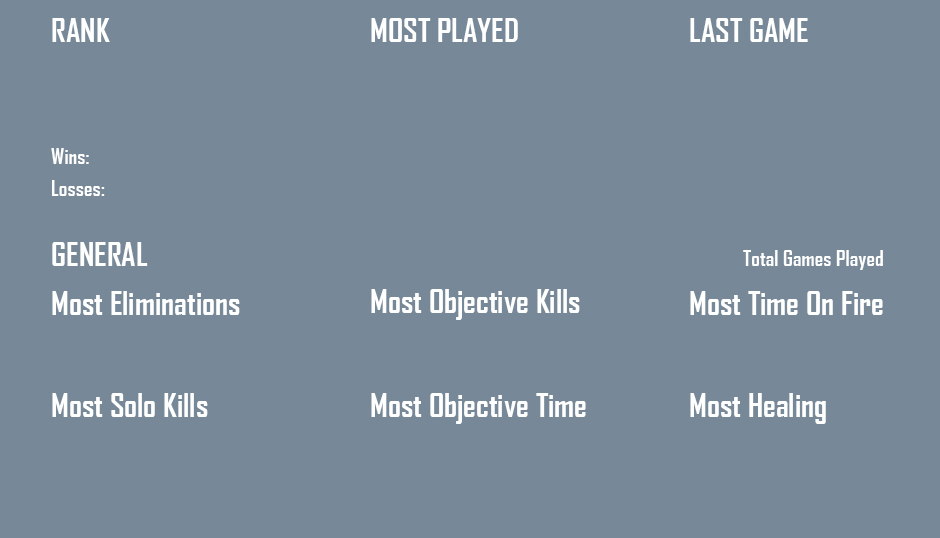 RANK
MOST PLAYED
LAST GAME
Wins:
Losses:
GENERAL
Total Games Played
Most Eliminations
Most Objective Kills
Most Time On Fire
Most Solo Kills
Most Objective Time
Most Healing